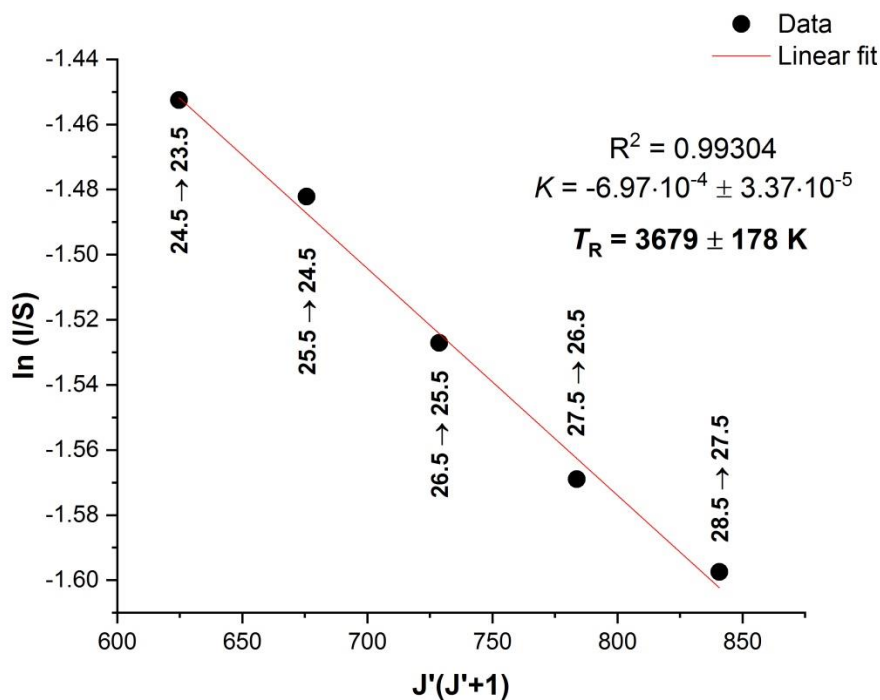 Data
Linear fit
R² = 0.99304
K = -6.97·10⁻⁴ ± 3.37·10⁻⁵
T_R = 3679 ± 178 K
ln (I/S)
-1.44
-1.46
-1.48
-1.50
-1.52
-1.54
-1.56
-1.58
-1.60
24.5 → 23.5
25.5 → 24.5
26.5 → 25.5
27.5 → 26.5
28.5 → 27.5
600
650
700
750
800
850
J'(J'+1)